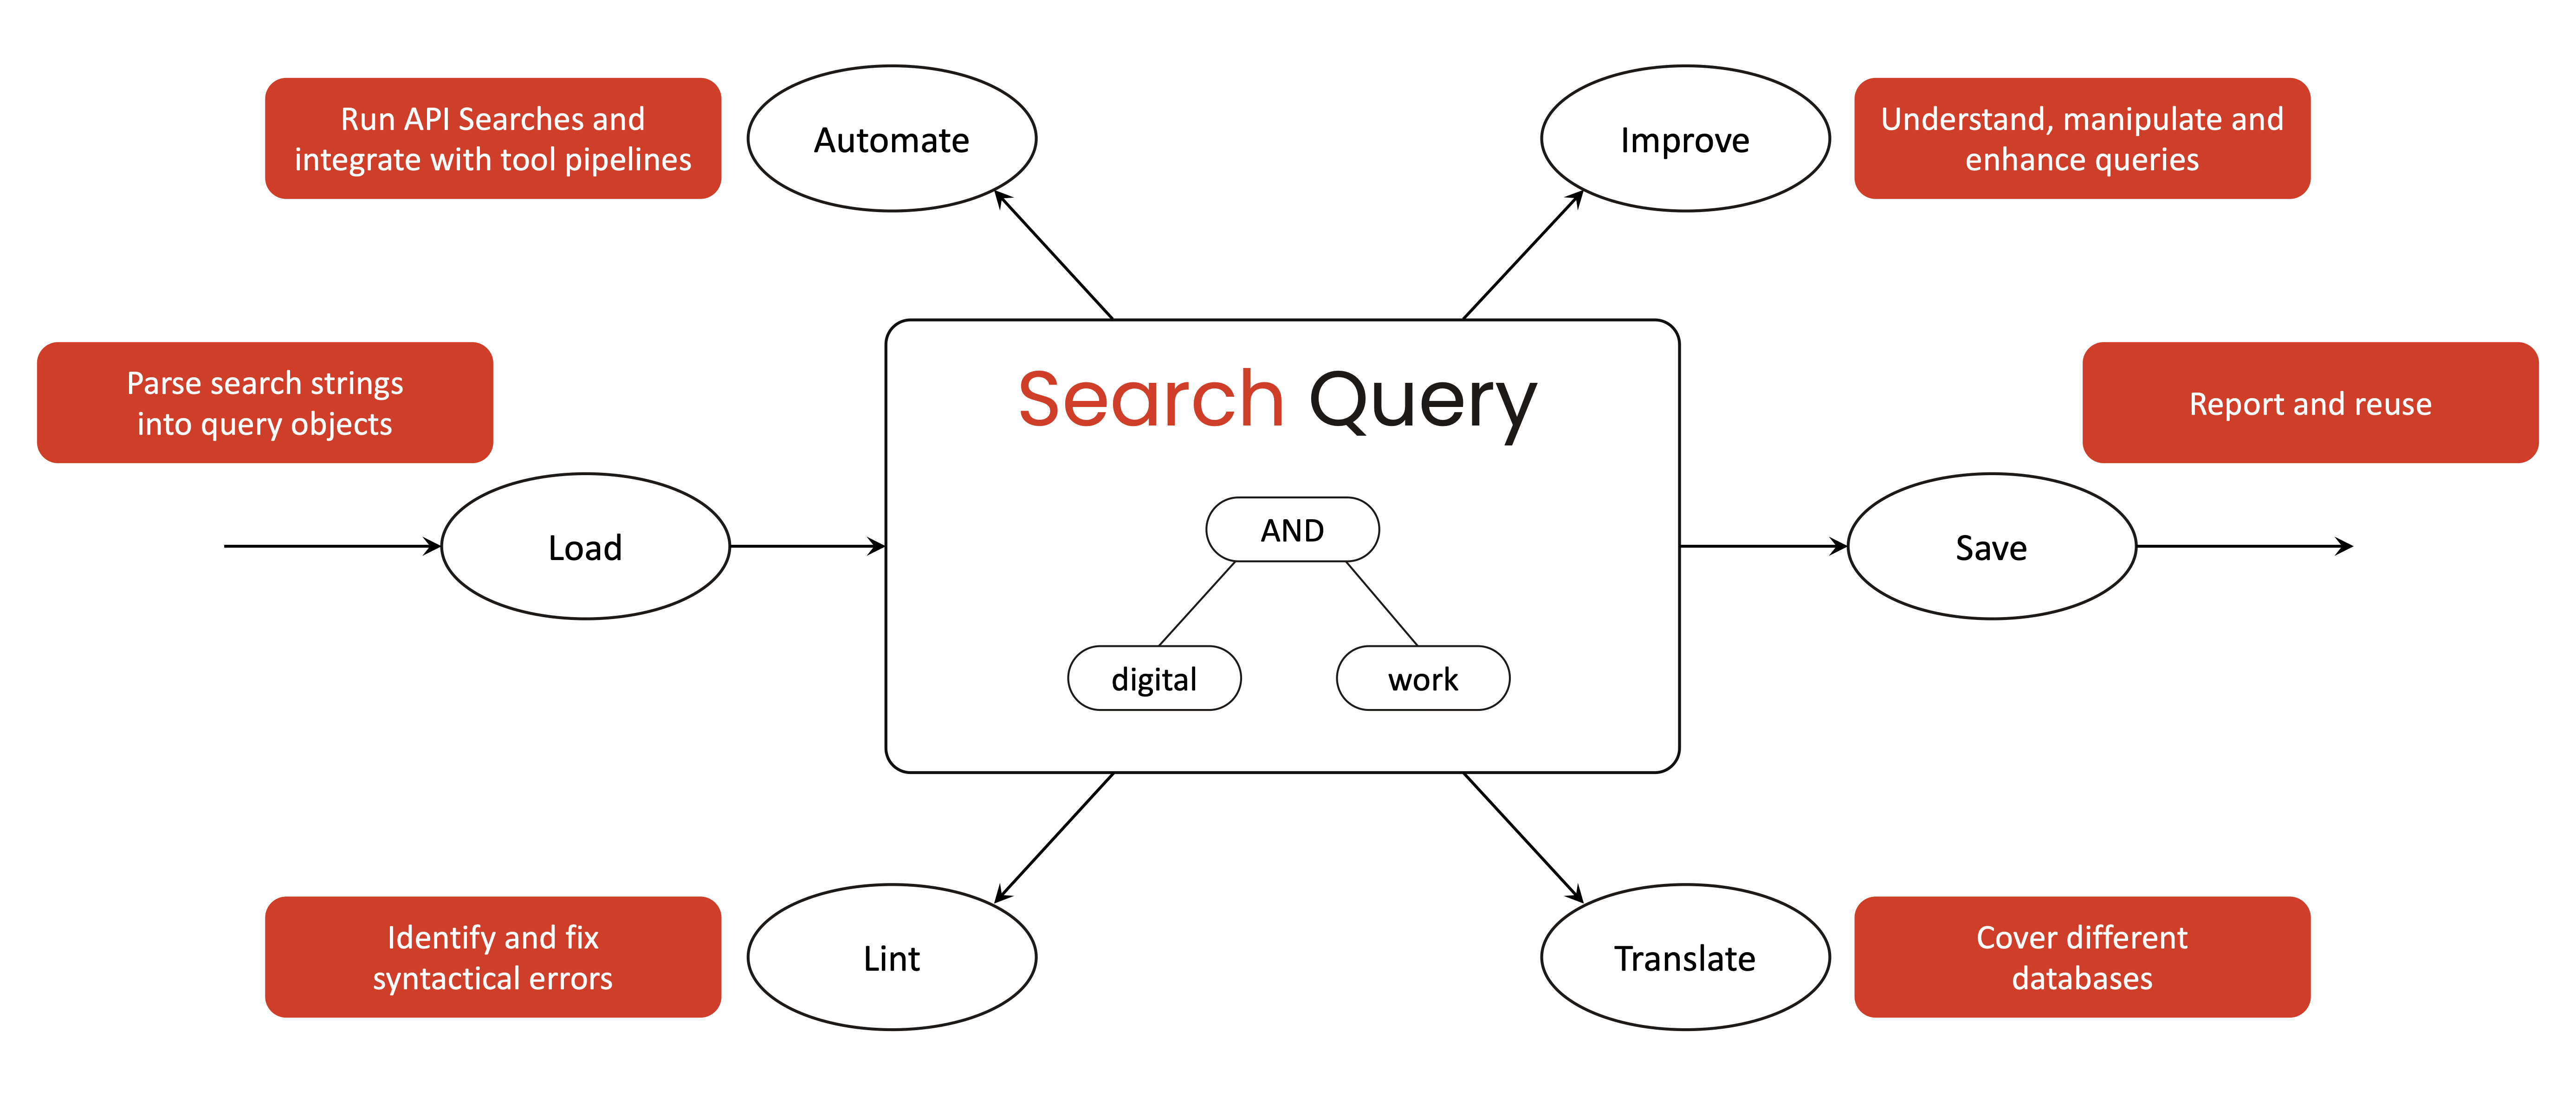 Run API Searches and
integrate with tool pipelines
Automate
Improve
Understand, manipulate and
enhance queries
Parse search strings
into query objects
Load
Search Query
AND
digital
work
Report and reuse
Save
Identify and fix
syntactical errors
Lint
Translate
Cover different
databases